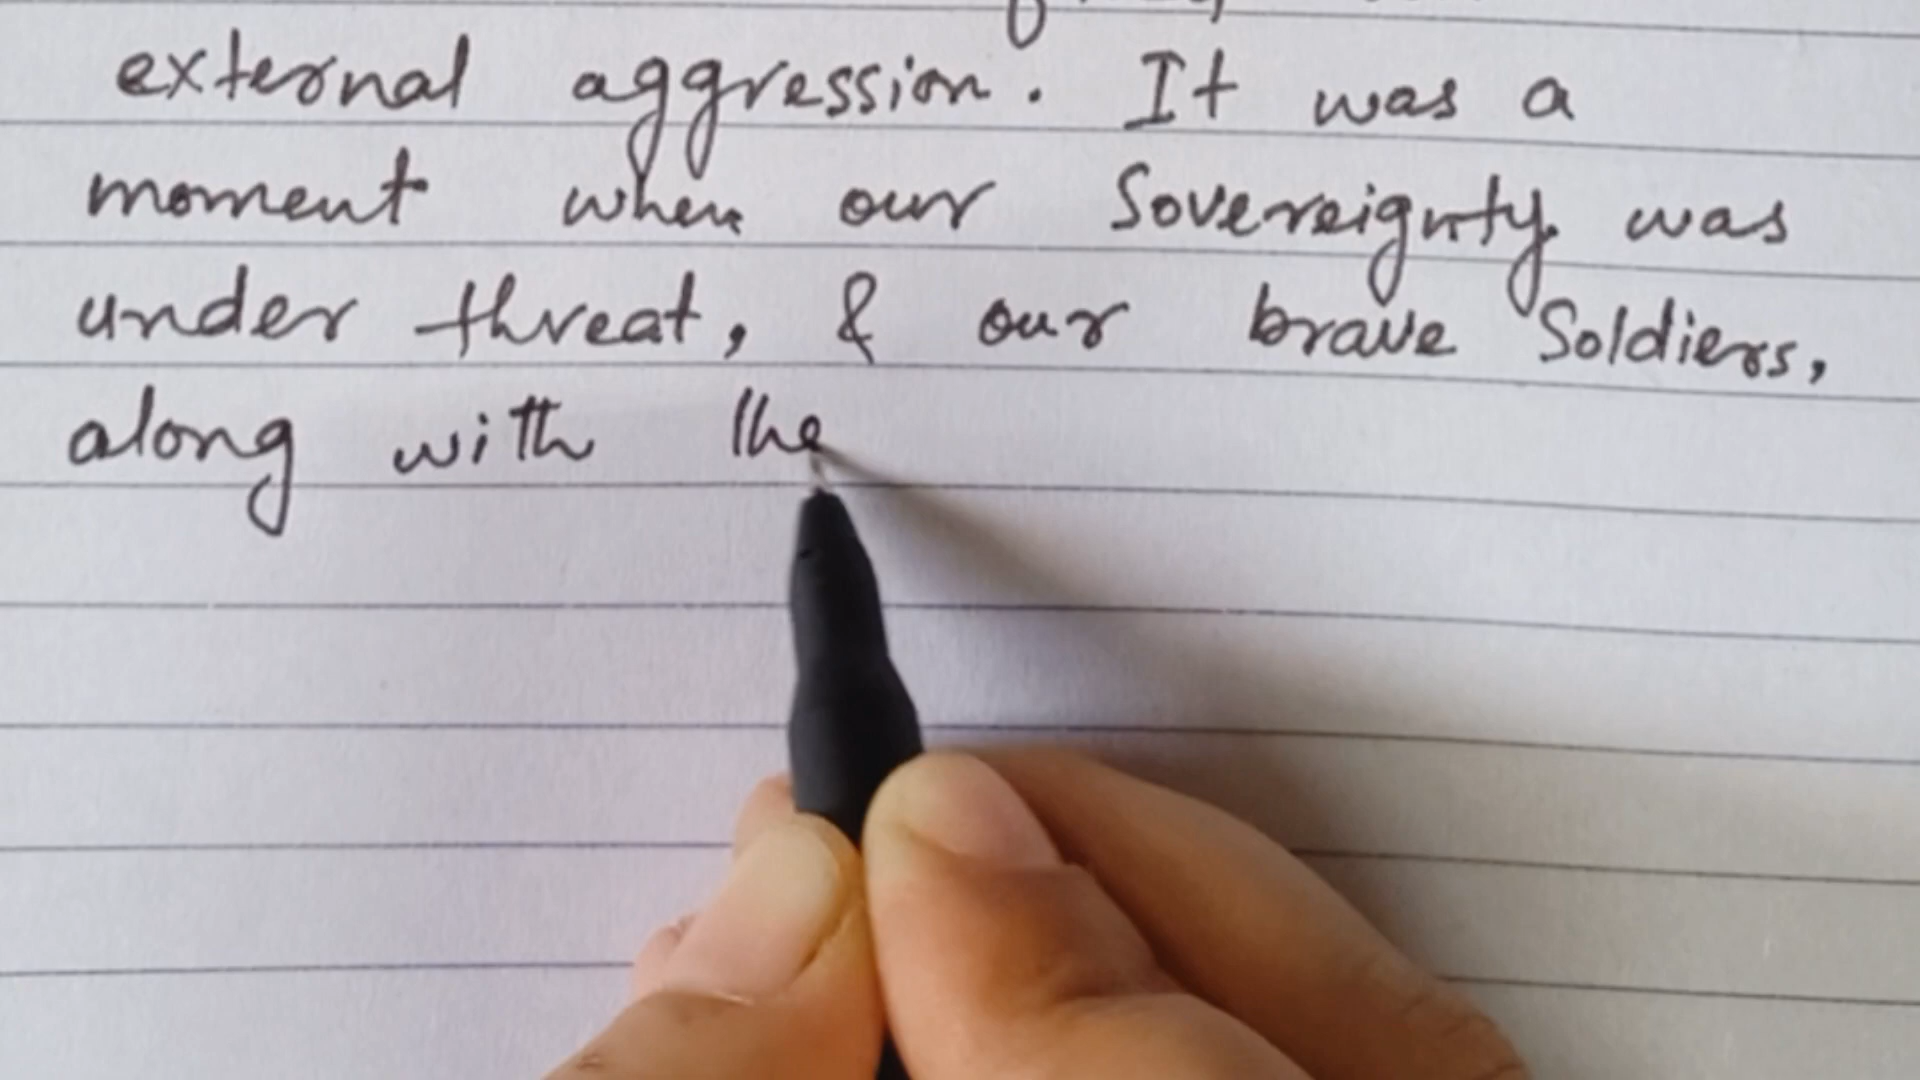 external aggression. It was a
moment when our Sovereignty was
under threat, & our brave Soldiers,
along with the